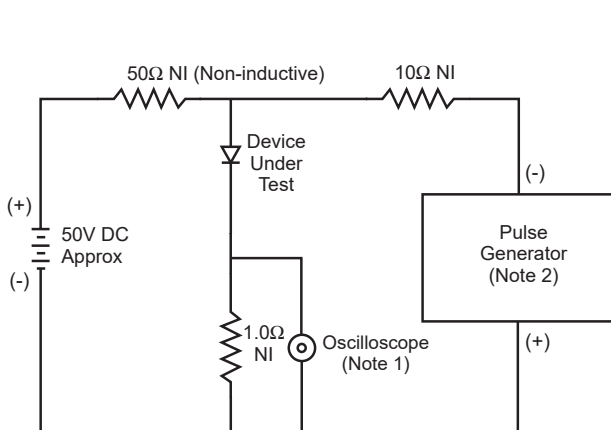 50Ω NI (Non-inductive)
10Ω NI
Device
Under
Test
(+)
50V DC
Approx
(-)
(-)
Pulse
Generator
(Note 2)
(+)
1.0Ω
NI
Oscilloscope
(Note 1)